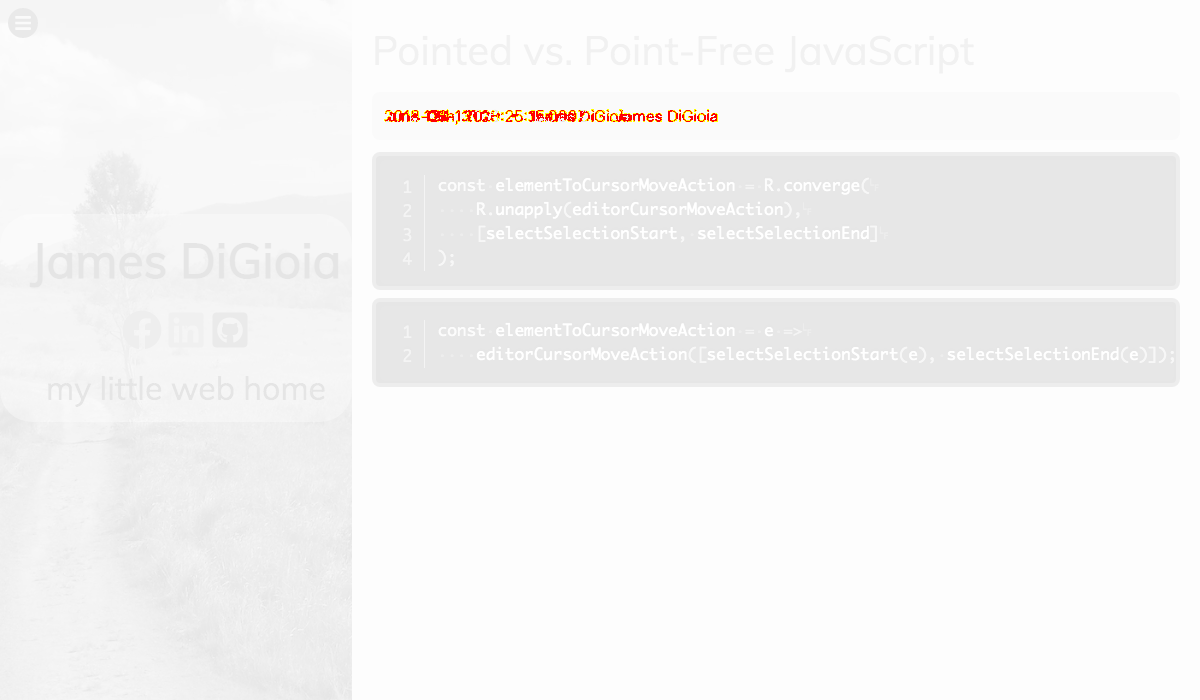 James DiGioia
my little web home
Pointed vs. Point-Free JavaScript
James DiGioia
1 const elementToCursorMoveAction = R.converge(
2 ····R.unapply(editorCursorMoveAction),
3 ····[selectSelectionStart, selectSelectionEnd]
4 );
1 const elementToCursorMoveAction = e =>
2 ····editorCursorMoveAction([selectSelectionStart(e), selectSelectionEnd(e)]);